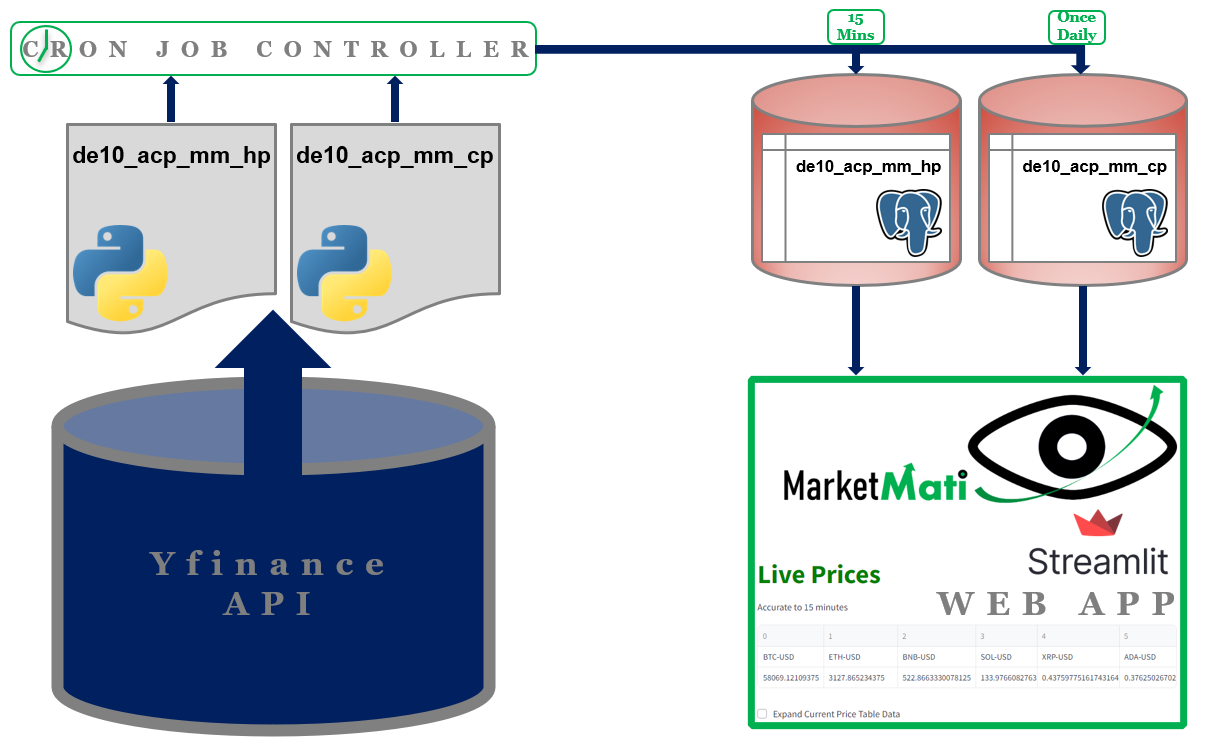 CRON JOB CONTROLLER
15
Mins
Once
Daily
de10_acp_mm_hp
de10_acp_mm_cp
de10_acp_mm_hp
de10_acp_mm_cp
Yfinance
API
MarketMati
Streamlit
WEB APP
Live Prices
Accurate to 15 minutes
0 1 2 3 4 5
BTC-USD ETH-USD BNB-USD SOL-USD XRP-USD ADA-USD
58069.12109375 3127.865234375 522.8663330078125 133.9766082763 0.43759775161743164 0.37625026702
Expand Current Price Table Data